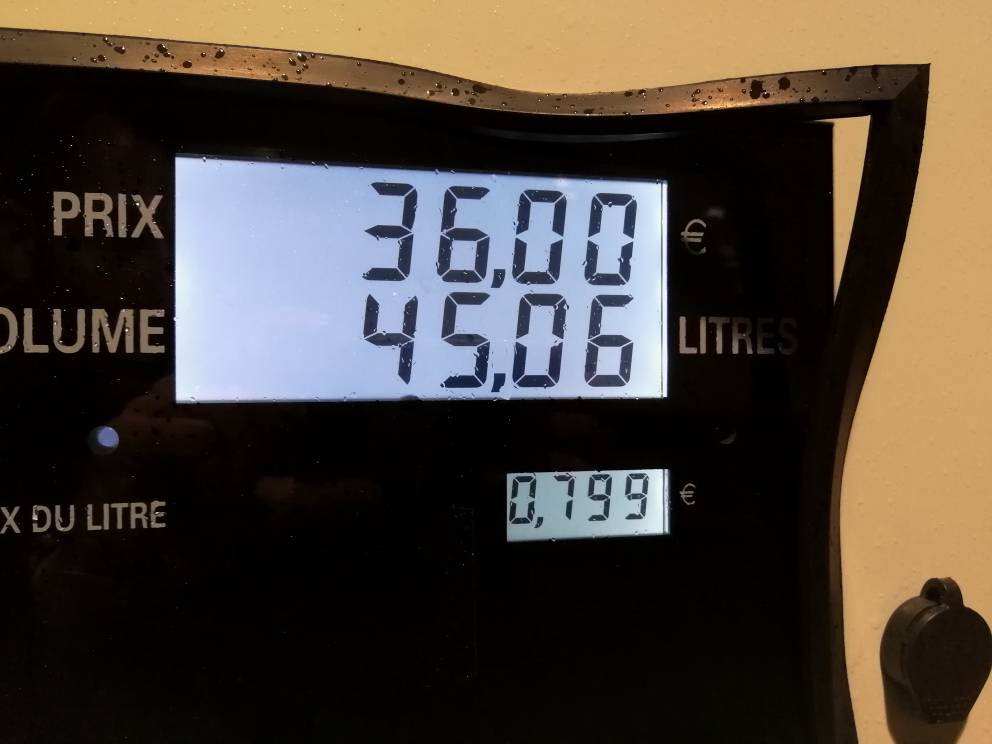 PRIX 36,00 €
OLUME 45,06 LITRES
X DU LITRE 0,799 €